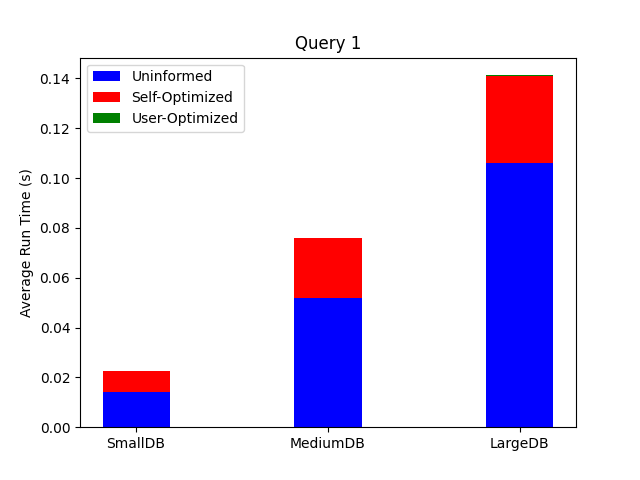 Query 1
Uninformed
Self-Optimized
User-Optimized
Average Run Time (s)
0.14
0.12
0.10
0.08
0.06
0.04
0.02
0.00
SmallDB MediumDB LargeDB